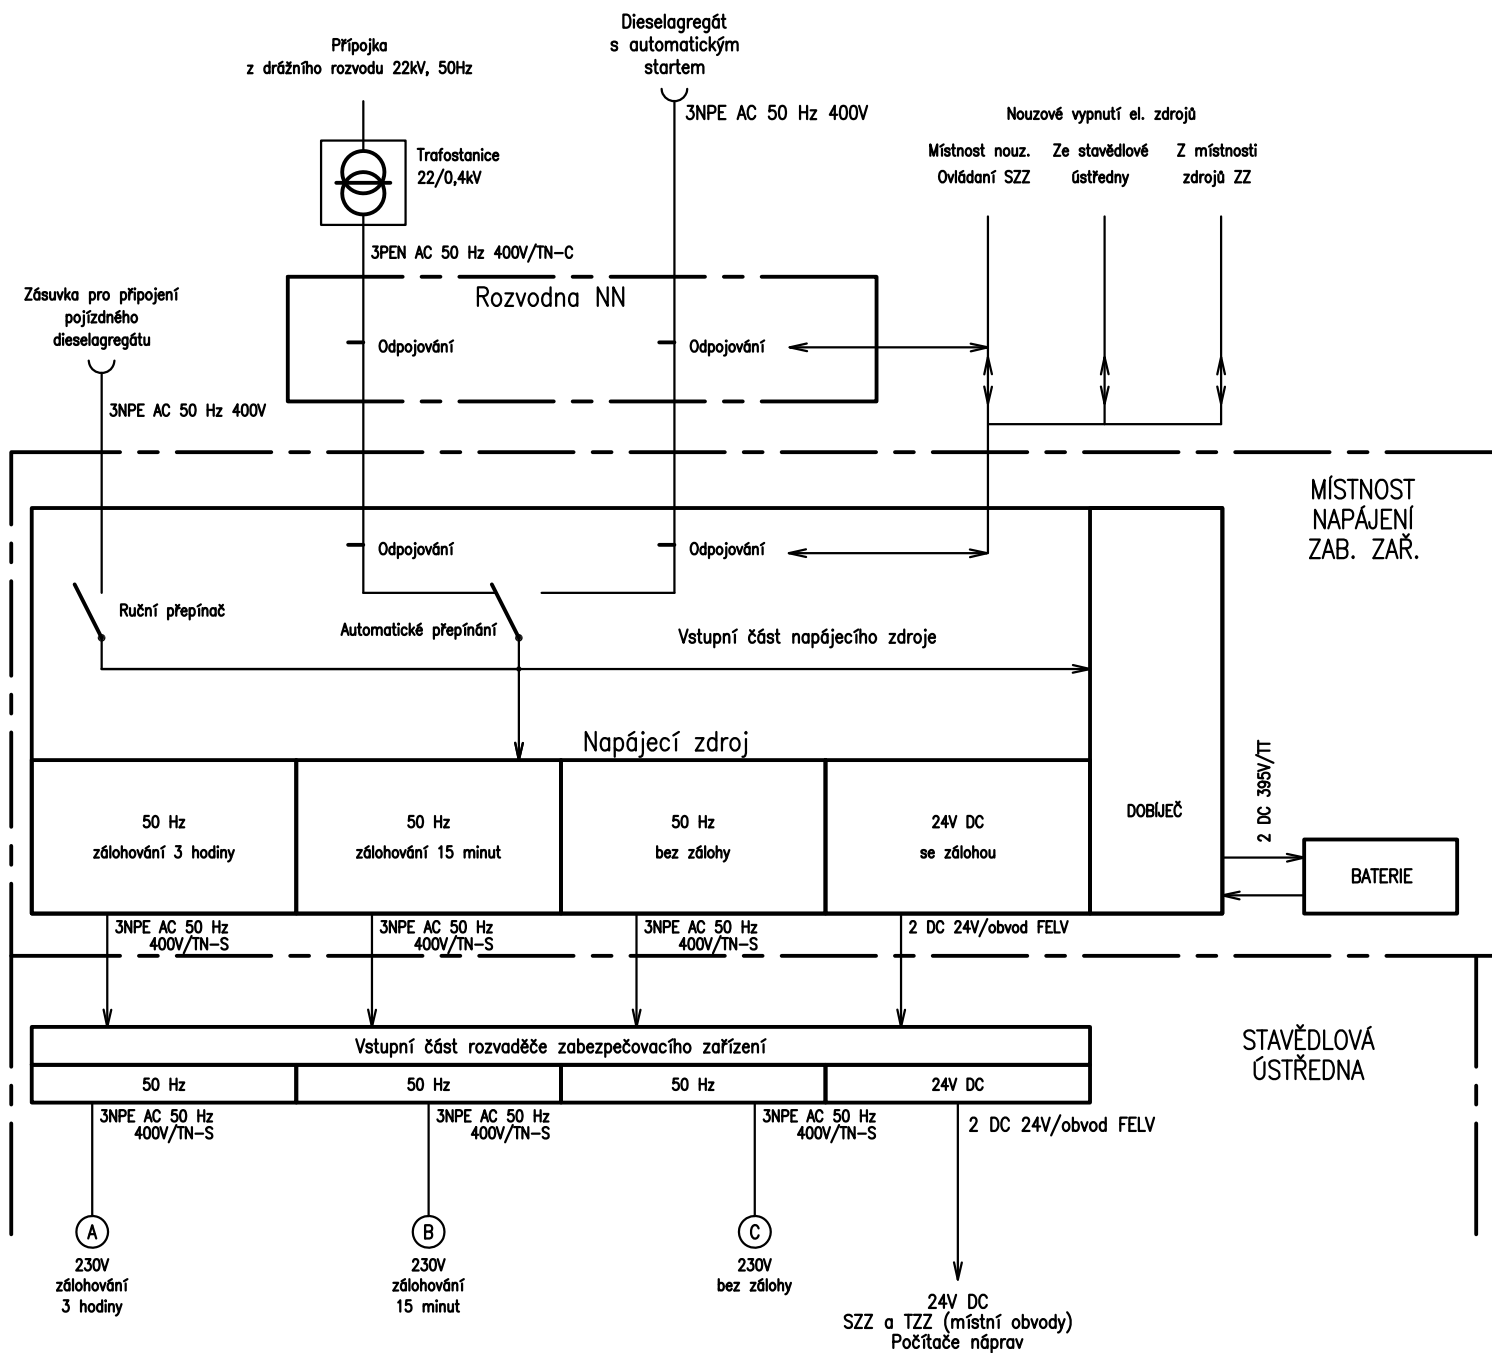 Dieselagregát
s automatickým
startem
Přípojka
z drážního rozvodu 22kV, 50Hz
3NPE AC 50 Hz 400V
Nouzové vypnutí el. zdrojů
Místnost nouz.
Ovládaní SZZ
Ze stavědlové
ústředny
Z místnosti
zdrojů ZZ
Trafostanice
22/0,4kV
3PEN AC 50 Hz 400V/TN-C
Rozvodna NN
Zásuvka pro připojení
pojízdného
dieselagregátu
Odpojování
Odpojování
3NPE AC 50 Hz 400V
MÍSTNOST
NAPÁJENÍ
ZAB. ZAŘ.
Odpojování
Odpojování
Ruční přepínač
Automatické přepínání
Vstupní část napájecího zdroje
Napájecí zdroj
50 Hz
zálohování 3 hodiny
50 Hz
zálohování 15 minut
50 Hz
bez zálohy
24V DC
se zálohou
DOBÍJEČ
2 DC 395V/TT
BATERIE
3NPE AC 50 Hz
400V/TN-S
3NPE AC 50 Hz
400V/TN-S
3NPE AC 50 Hz
400V/TN-S
2 DC 24V/obvod FELV
STAVĚDLOVÁ
ÚSTŘEDNA
Vstupní část rozvaděče zabezpečovacího zařízení
50 Hz
50 Hz
50 Hz
24V DC
3NPE AC 50 Hz
400V/TN-S
3NPE AC 50 Hz
400V/TN-S
3NPE AC 50 Hz
400V/TN-S
2 DC 24V/obvod FELV
A
230V
zálohování
3 hodiny
B
230V
zálohování
15 minut
C
230V
bez zálohy
24V DC
SZZ a TZZ (místní obvody)
Počítače náprav